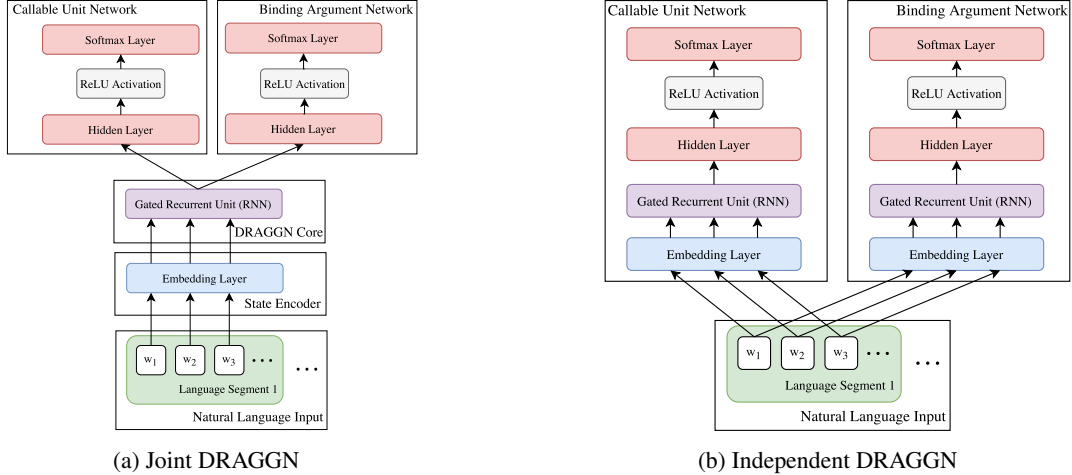 Callable Unit Network
Softmax Layer
ReLU Activation
Hidden Layer
Binding Argument Network
Softmax Layer
ReLU Activation
Hidden Layer
Gated Recurrent Unit (RNN)
DRAGGN Core
Embedding Layer
State Encoder
w1 w2 w3 ...
Language Segment 1
...
Natural Language Input
(a) Joint DRAGGN
Callable Unit Network
Softmax Layer
ReLU Activation
Hidden Layer
Gated Recurrent Unit (RNN)
Embedding Layer
Binding Argument Network
Softmax Layer
ReLU Activation
Hidden Layer
Gated Recurrent Unit (RNN)
Embedding Layer
w1 w2 w3 ...
Language Segment 1
...
Natural Language Input
(b) Independent DRAGGN